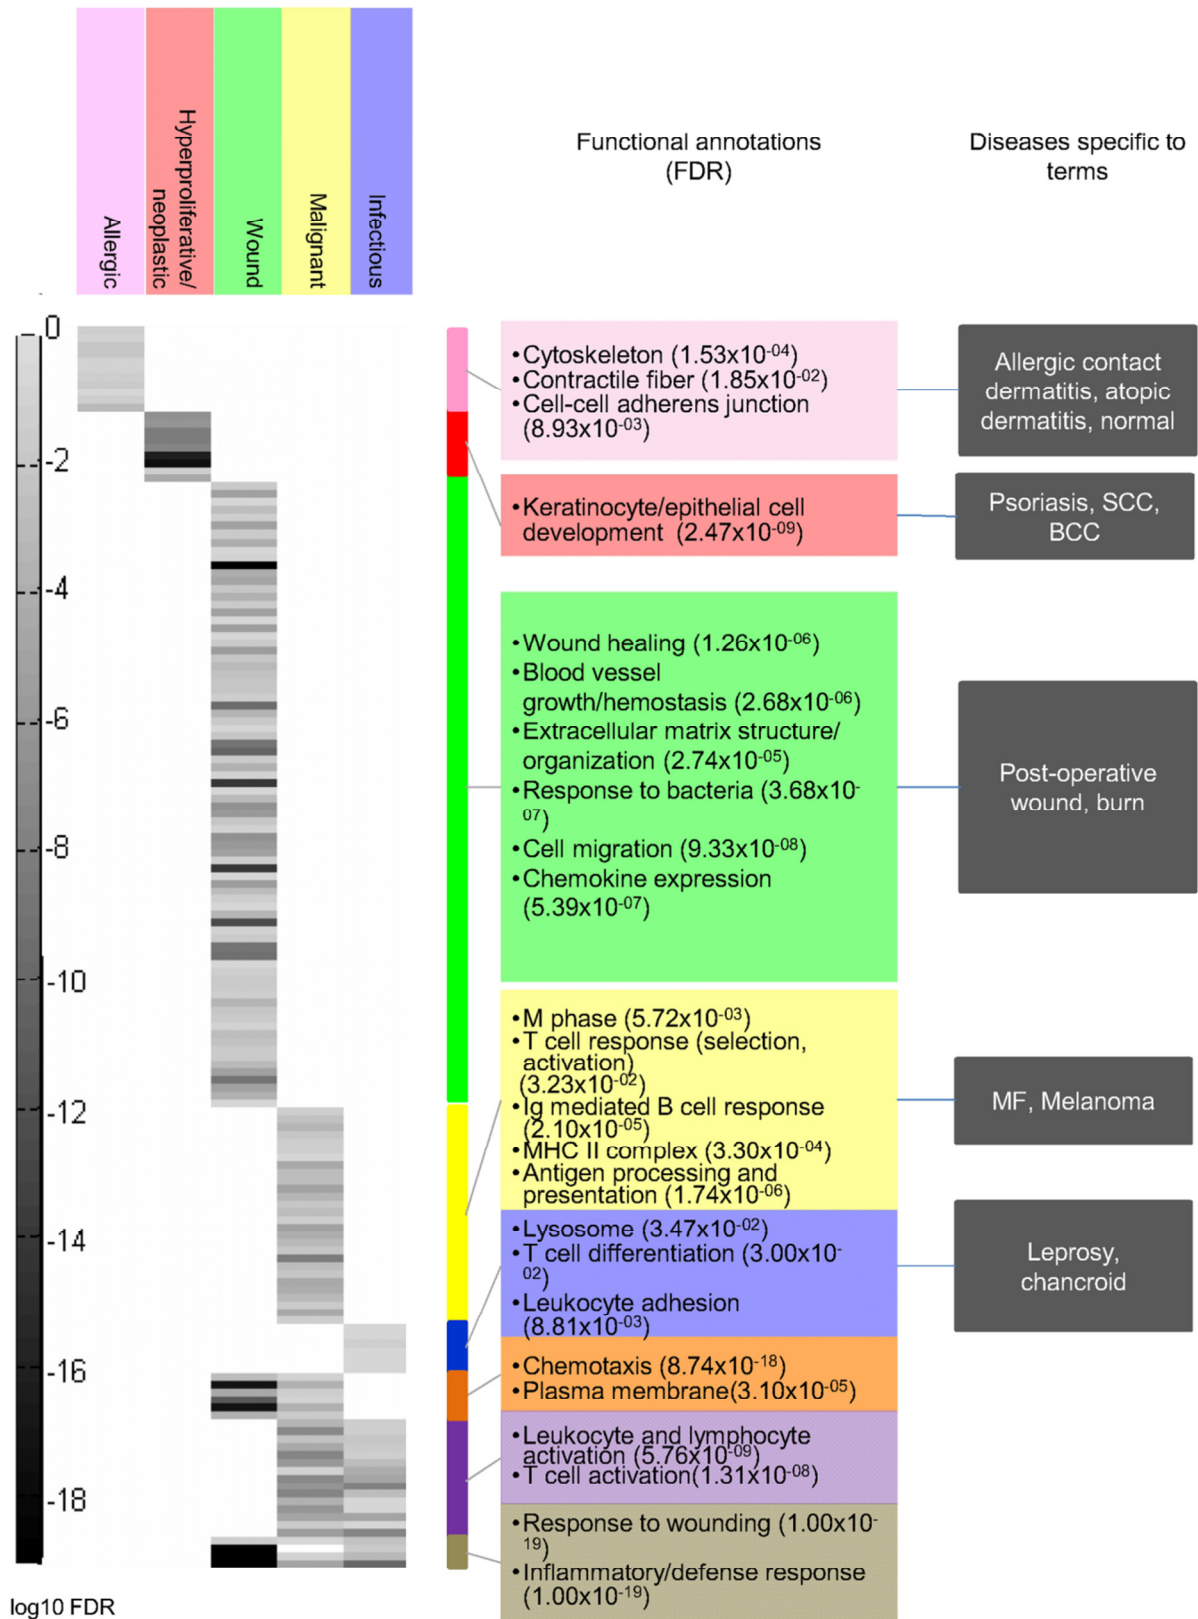 Allergic
Hyperproliferative/
neoplastic
Wound
Malignant
Infectious
Functional annotations
(FDR)
Diseases specific to
terms
0
-2
-4
-6
-8
-10
-12
-14
-16
-18
log10 FDR
•Cytoskeleton (1.53x10-04)
•Contractile fiber (1.85x10-02)
•Cell-cell adherens junction
(8.93x10-03)
Allergic contact
dermatitis, atopic
dermatitis, normal
•Keratinocyte/epithelial cell
development (2.47x10-09)
Psoriasis, SCC,
BCC
•Wound healing (1.26x10-06)
•Blood vessel
growth/hemostasis (2.68x10-06)
•Extracellular matrix structure/
organization (2.74x10-05)
•Response to bacteria (3.68x10-
07)
•Cell migration (9.33x10-08)
•Chemokine expression
(5.39x10-07)
Post-operative
wound, burn
•M phase (5.72x10-03)
•T cell response (selection,
activation)
(3.23x10-02)
•Ig mediated B cell response
(2.10x10-05)
•MHC II complex (3.30x10-04)
•Antigen processing and
presentation (1.74x10-06)
MF, Melanoma
•Lysosome (3.47x10-02)
•T cell differentiation (3.00x10-
02)
•Leukocyte adhesion
(8.81x10-03)
Leprosy,
chancroid
•Chemotaxis (8.74x10-18)
•Plasma membrane(3.10x10-05)
•Leukocyte and lymphocyte
activation (5.76x10-09)
•T cell activation(1.31x10-08)
•Response to wounding (1.00x10-
19)
•Inflammatory/defense response
(1.00x10-19)